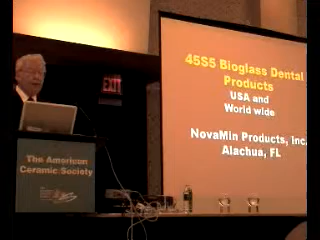 45S5 Bioglass Dental
Products
USA and
World wide
NovaMin Products, Inc.
Alachua, FL
EXIT
The American
Ceramic Society